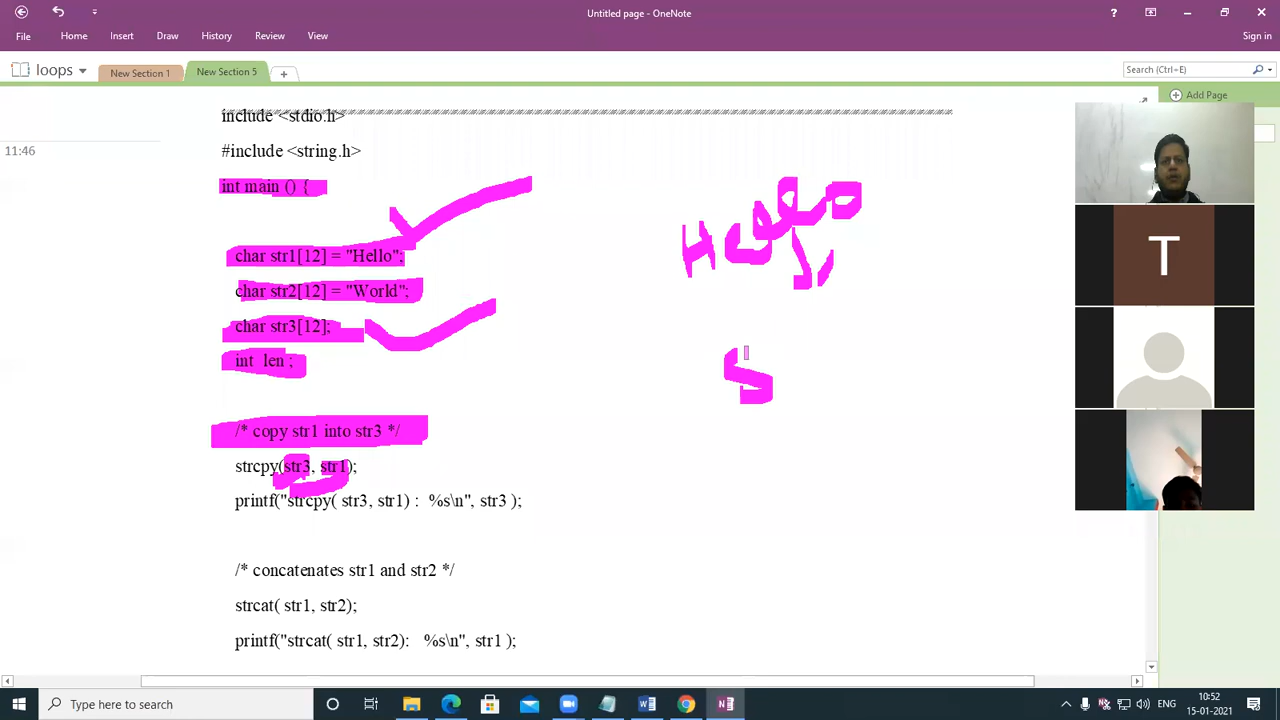 Untitled page - OneNote
File Home Insert Draw History Review View Sign in
loops New Section 1 New Section 5 Search (Ctrl+E)
Add Page
11:46
include <stdio.h>
#include <string.h>
int main () {
char str1[12] = "Hello";
char str2[12] = "World";
char str3[12];
int len ;
/* copy str1 into str3 */
strcpy(str3, str1);
printf("strcpy( str3, str1) : %s\n", str3 );
/* concatenates str1 and str2 */
strcat( str1, str2);
printf("strcat( str1, str2): %s\n", str1 );
S
T
Type here to search
ENG 10:52
15-01-2021